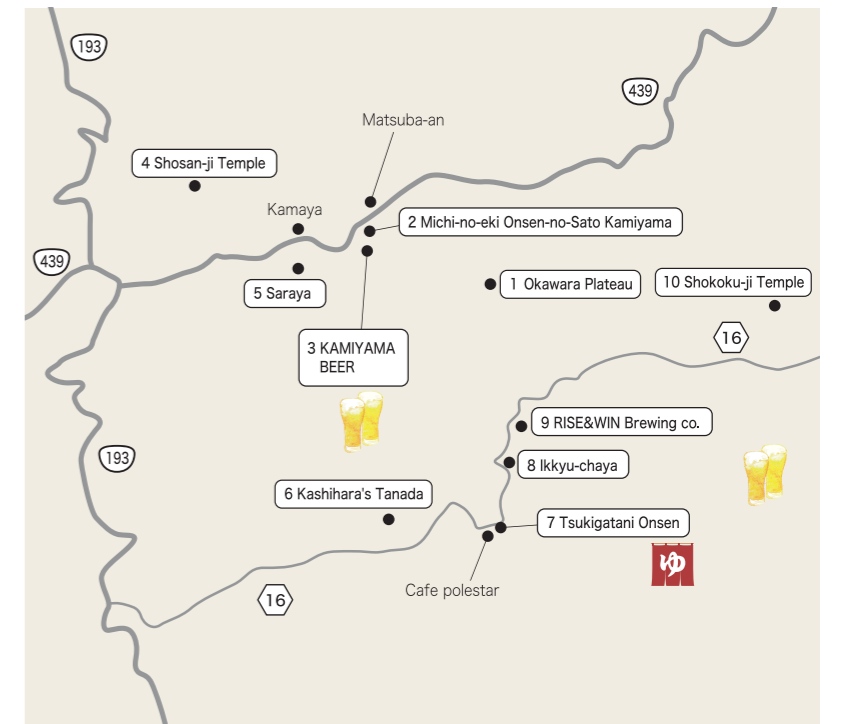 193
439
Matsuba-an
4 Shosan-ji Temple
Kamaya
2 Michi-no-eki Onsen-no-Sato Kamiyama
439
5 Saraya
1 Okawara Plateau
10 Shokoku-ji Temple
3 KAMIYAMA
BEER
16
9 RISE&WIN Brewing co.
193
8 Ikkyu-chaya
6 Kashihara's Tanada
7 Tsukigatani Onsen
ゆ
Cafe polestar
16